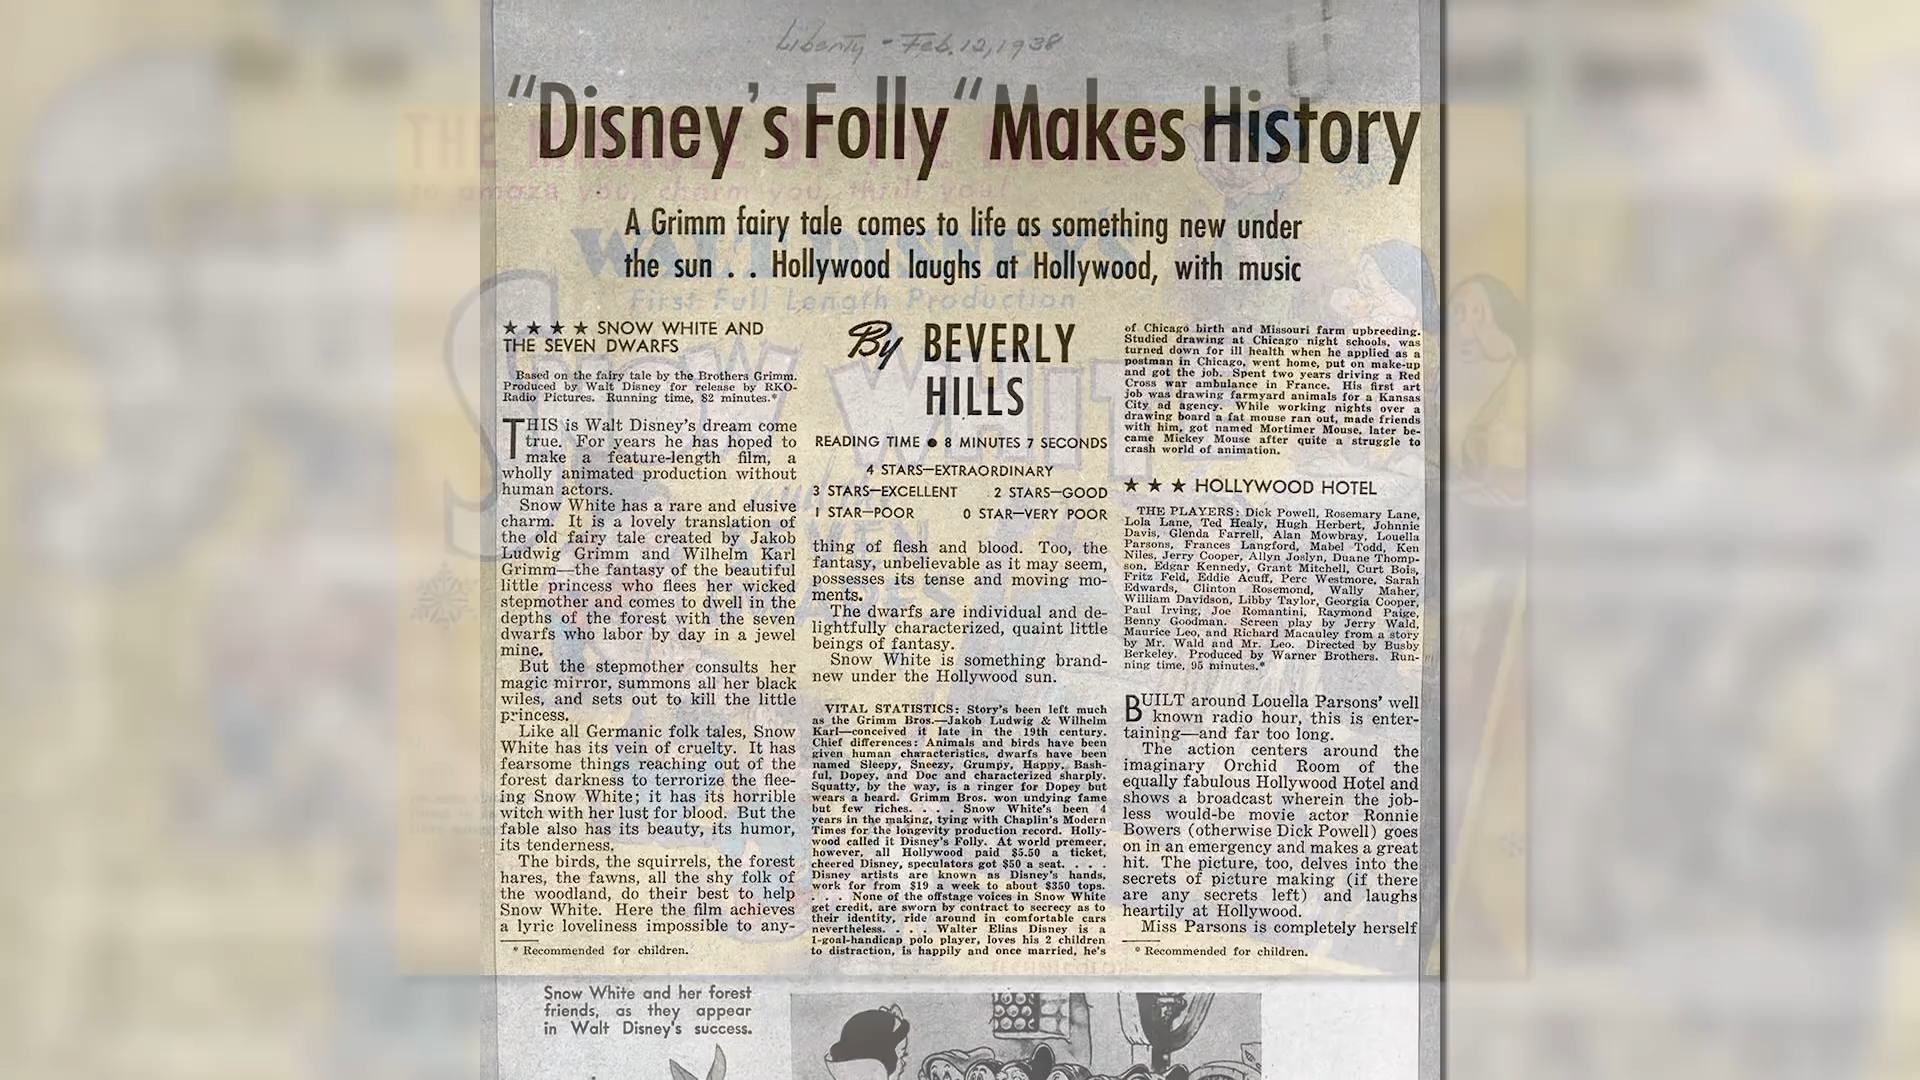 Liberty - Feb. 12, 1938
"Disney's Folly" Makes History
A Grimm fairy tale comes to life as something new under
the sun . . Hollywood laughs at Hollywood, with music
★ ★ ★ ★ SNOW WHITE AND
THE SEVEN DWARFS
Based on the fairy tale by the Brothers Grimm.
Produced by Walt Disney for release by RKO-
Radio Pictures. Running time, 82 minutes.*
THIS is Walt Disney's dream come
true. For years he has hoped to
make a feature-length film, a
wholly animated production without
human actors.
Snow White has a rare and elusive
charm. It is a lovely translation of
the old fairy tale created by Jakob
Ludwig Grimm and Wilhelm Karl
Grimm—the fantasy of the beautiful
little princess who flees her wicked
stepmother and comes to dwell in the
depths of the forest with the seven
dwarfs who labor by day in a jewel
mine.
But the stepmother consults her
magic mirror, summons all her black
wiles, and sets out to kill the little
princess.
Like all Germanic folk tales, Snow
White has its vein of cruelty. It has
fearsome things reaching out of the
forest darkness to terrorize the flee-
ing Snow White; it has its horrible
witch with her lust for blood. But the
fable also has its beauty, its humor,
its tenderness.
The birds, the squirrels, the forest
hares, the fawns, all the shy folk of
the woodland, do their best to help
Snow White. Here the film achieves
a lyric loveliness impossible to any-
* Recommended for children.
By BEVERLY
HILLS
READING TIME ● 8 MINUTES 7 SECONDS
4 STARS—EXTRAORDINARY
3 STARS—EXCELLENT 2 STARS—GOOD
1 STAR—POOR 0 STAR—VERY POOR
thing of flesh and blood. Too, the
fantasy, unbelievable as it may seem,
possesses its tense and moving mo-
ments.
The dwarfs are individual and de-
lightfully characterized, quaint little
beings of fantasy.
Snow White is something brand-
new under the Hollywood sun.
VITAL STATISTICS: Story's been left much
as the Grimm Bros.—Jakob Ludwig & Wilhelm
Karl—conceived it late in the 19th century.
Chief differences: Animals and birds have been
given human characteristics, dwarfs have been
named Sleepy, Sneezy, Grumpy, Happy, Bash-
ful, Dopey, and Doc and characterized sharply.
Squatty, by the way, is a ringer for Dopey but
wears a beard. Grimm Bros. won undying fame
but few riches. . . . Snow White's been 4
years in the making, tying with Chaplin's Modern
Times for the longevity production record. Holly-
wood called it Disney's Folly. At world premeer,
however, all Hollywood paid $5.50 a ticket,
cheered Disney, speculators got $50 a seat. . . .
Disney artists are known as Disney's hands,
work for from $19 a week to about $350 tops.
. . . None of the offstage voices in Snow White
get credit, are sworn by contract to secrecy as to
their identity, ride around in comfortable cars
nevertheless. . . . Walter Elias Disney is a
1-goal-handicap polo player, loves his 2 children
to distraction, is happily and once married, he's
of Chicago birth and Missouri farm upbreeding.
Studied drawing at Chicago night schools, was
turned down for ill health when he applied as a
postman in Chicago, went home, put on make-up
and got the job. Spent two years driving a Red
Cross war ambulance in France. His first art
job was drawing farmyard animals for a Kansas
City ad agency. While working nights over a
drawing board a fat mouse ran out, made friends
with him, got named Mortimer Mouse, later be-
came Mickey Mouse after quite a struggle to
crash world of animation.
★ ★ ★ HOLLYWOOD HOTEL
THE PLAYERS: Dick Powell, Rosemary Lane,
Lola Lane, Ted Healy, Hugh Herbert, Johnnie
Davis, Glenda Farrell, Alan Mowbray, Louella
Parsons, Frances Langford, Mabel Todd, Ken
Niles, Jerry Cooper, Allyn Joslyn, Duane Thomp-
son, Edgar Kennedy, Grant Mitchell, Curt Bois,
Fritz Feld, Eddie Acuff, Perc Westmore, Sarah
Edwards, Clinton Rosemond, Wally Maher,
William Davidson, Libby Taylor, Georgia Cooper,
Paul Irving, Joe Romantini, Raymond Paige,
Benny Goodman. Screen play by Jerry Wald,
Maurice Leo, and Richard Macauley from a story
by Mr. Wald and Mr. Leo. Directed by Busby
Berkeley. Produced by Warner Brothers. Run-
ning time, 95 minutes.*
BUILT around Louella Parsons' well
known radio hour, this is enter-
taining—and far too long.
The action centers around the
imaginary Orchid Room of the
equally fabulous Hollywood Hotel and
shows a broadcast wherein the job-
less would-be movie actor Ronnie
Bowers (otherwise Dick Powell) goes
on in an emergency and makes a great
hit. The picture, too, delves into the
secrets of picture making (if there
are any secrets left) and laughs
heartily at Hollywood.
Miss Parsons is completely herself
* Recommended for children.
Snow White and her forest
friends, as they appear
in Walt Disney's success.
THE
to amaze you, charm you, thrill you!
WALT DISNEY'S
First Full Length Production
SNOW WHITE